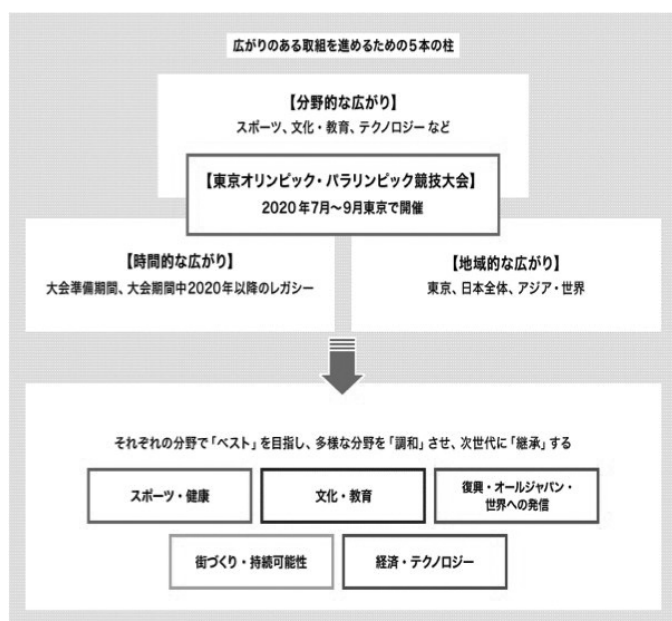 広がりのある取組を進めるための5本の柱
【分野的な広がり】
スポーツ、文化・教育、テクノロジー など
【東京オリンピック・パラリンピック競技大会】
2020年7月〜9月東京で開催
【時間的な広がり】
大会準備期間、大会期間中2020年以降のレガシー
【地域的な広がり】
東京、日本全体、アジア・世界
それぞれの分野で「ベスト」を目指し、多様な分野を「調和」させ、次世代に「継承」する
スポーツ・健康
文化・教育
復興・オールジャパン・
世界への発信
街づくり・持続可能性
経済・テクノロジー